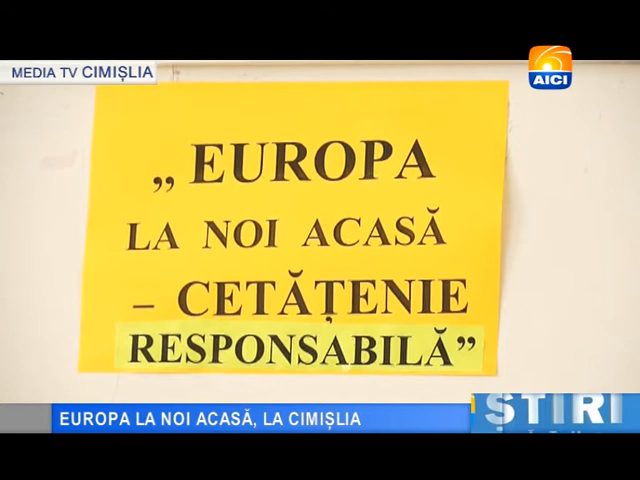 MEDIA TV CIMIȘLIA
AICI
„EUROPA
LA NOI ACASĂ
– CETĂȚENIE
RESPONSABILĂ”
EUROPA LA NOI ACASĂ, LA CIMIȘLIA
ȘTIRI